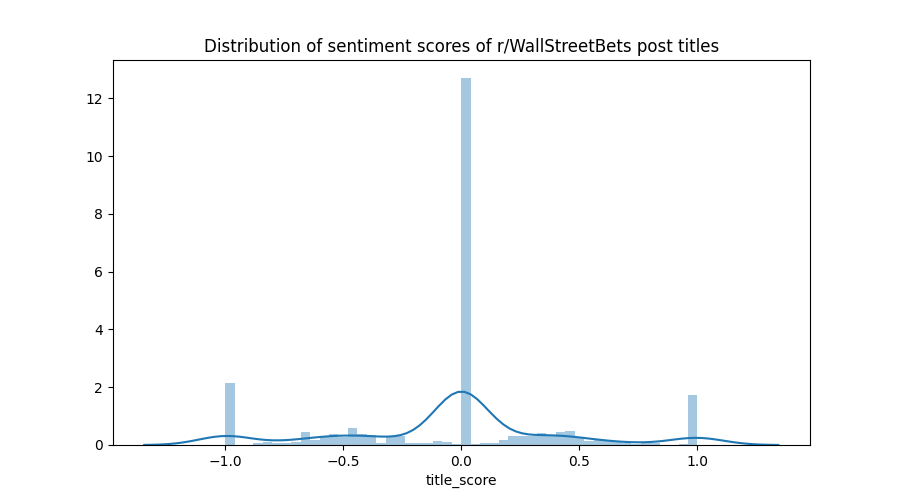 Distribution of sentiment scores of r/WallStreetBets post titles
12
10
8
6
4
2
0
−1.0 −0.5 0.0 0.5 1.0
title_score